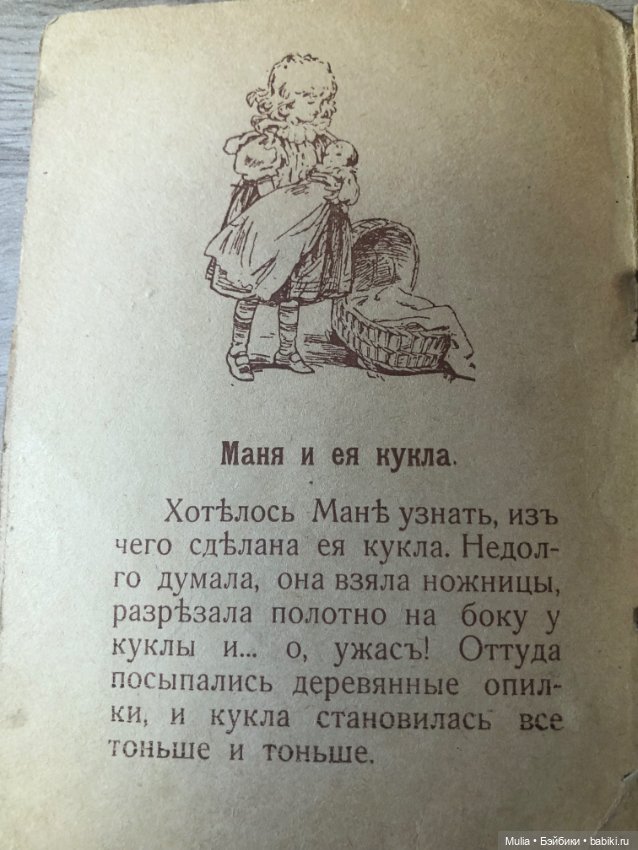 Маня и ея кукла.
Хотѣлось Манѣ узнать, изъ
чего сдѣлана ея кукла. Недол-
го думала, она взяла ножницы,
разрѣзала полотно на боку у
куклы и... о, ужасъ! Оттуда
посыпались деревянные опил-
ки, и кукла становилась все
тоньше и тоньше.
Mulia • Бэйбики • babiki.ru